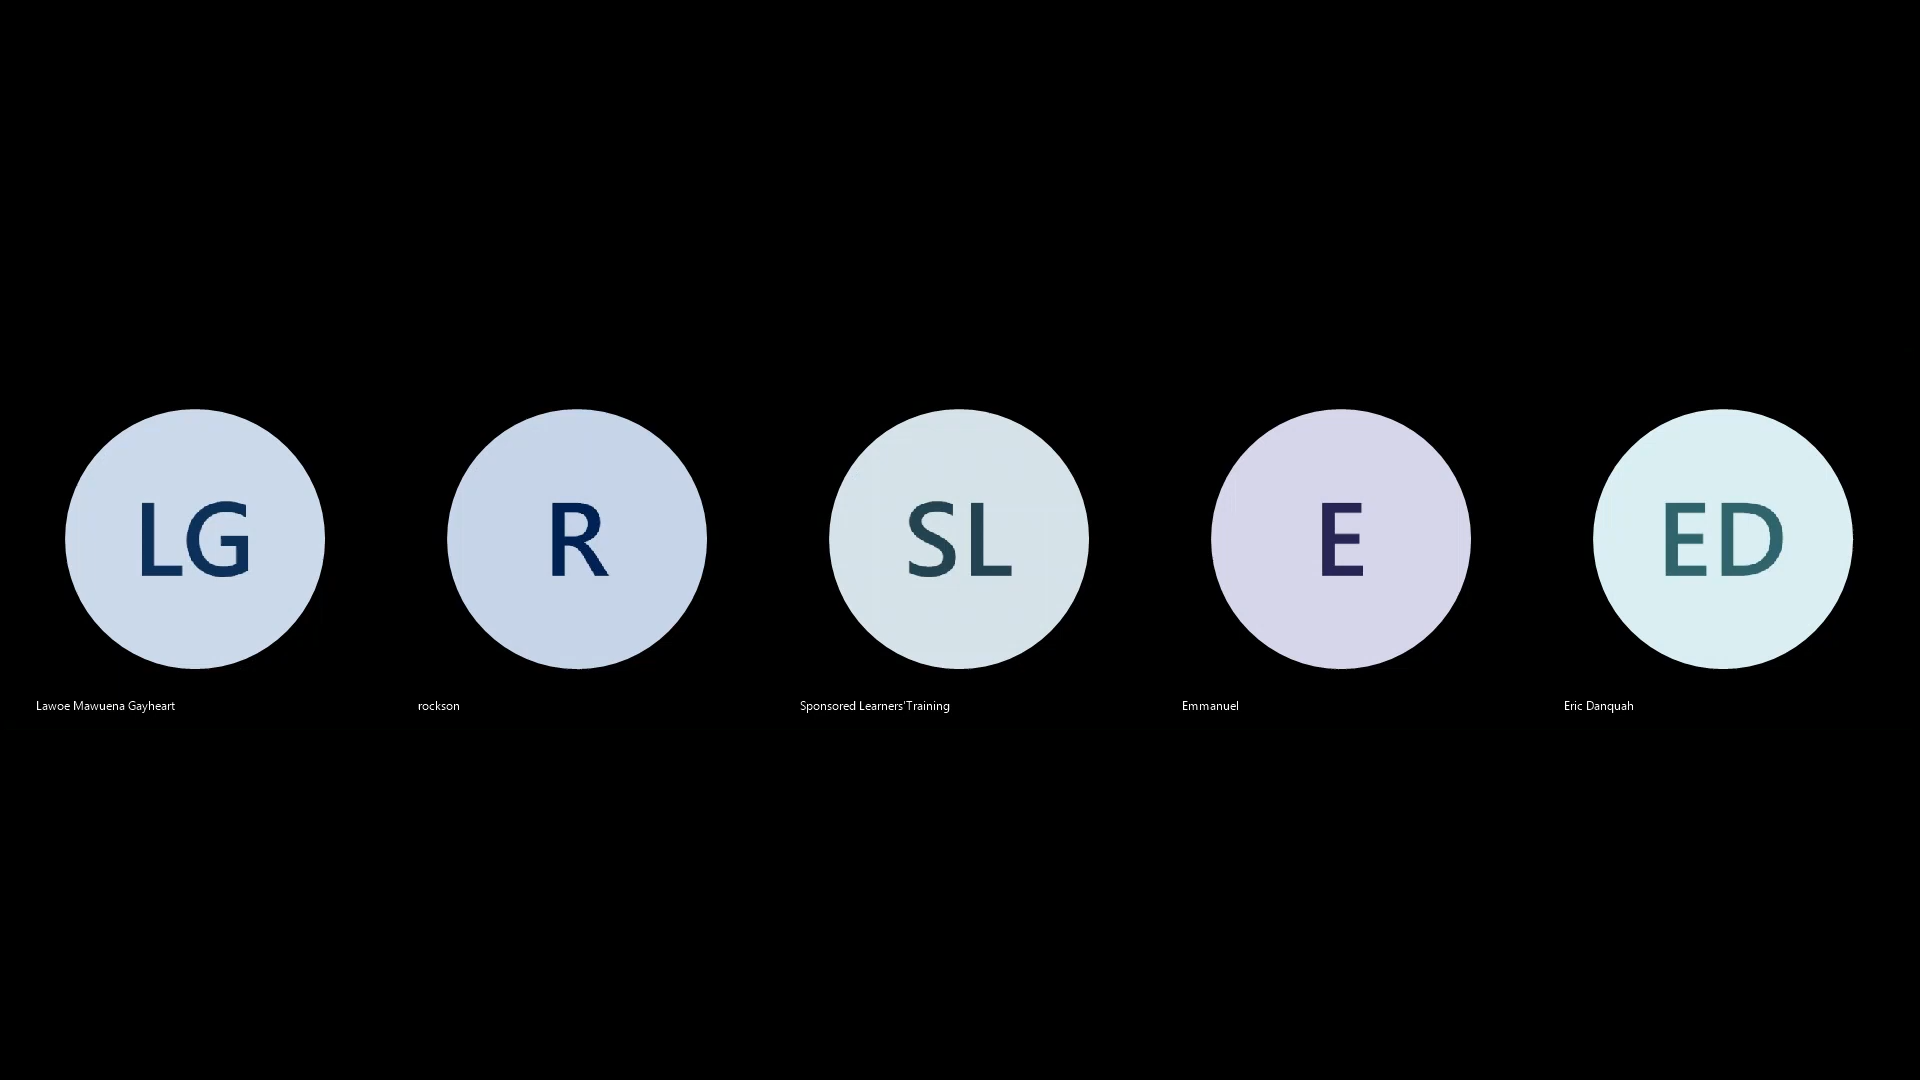 LG
R
SL
E
ED
Lawoe Mawuena Gayheart
rockson
Sponsored Learners'Training
Emmanuel
Eric Danquah